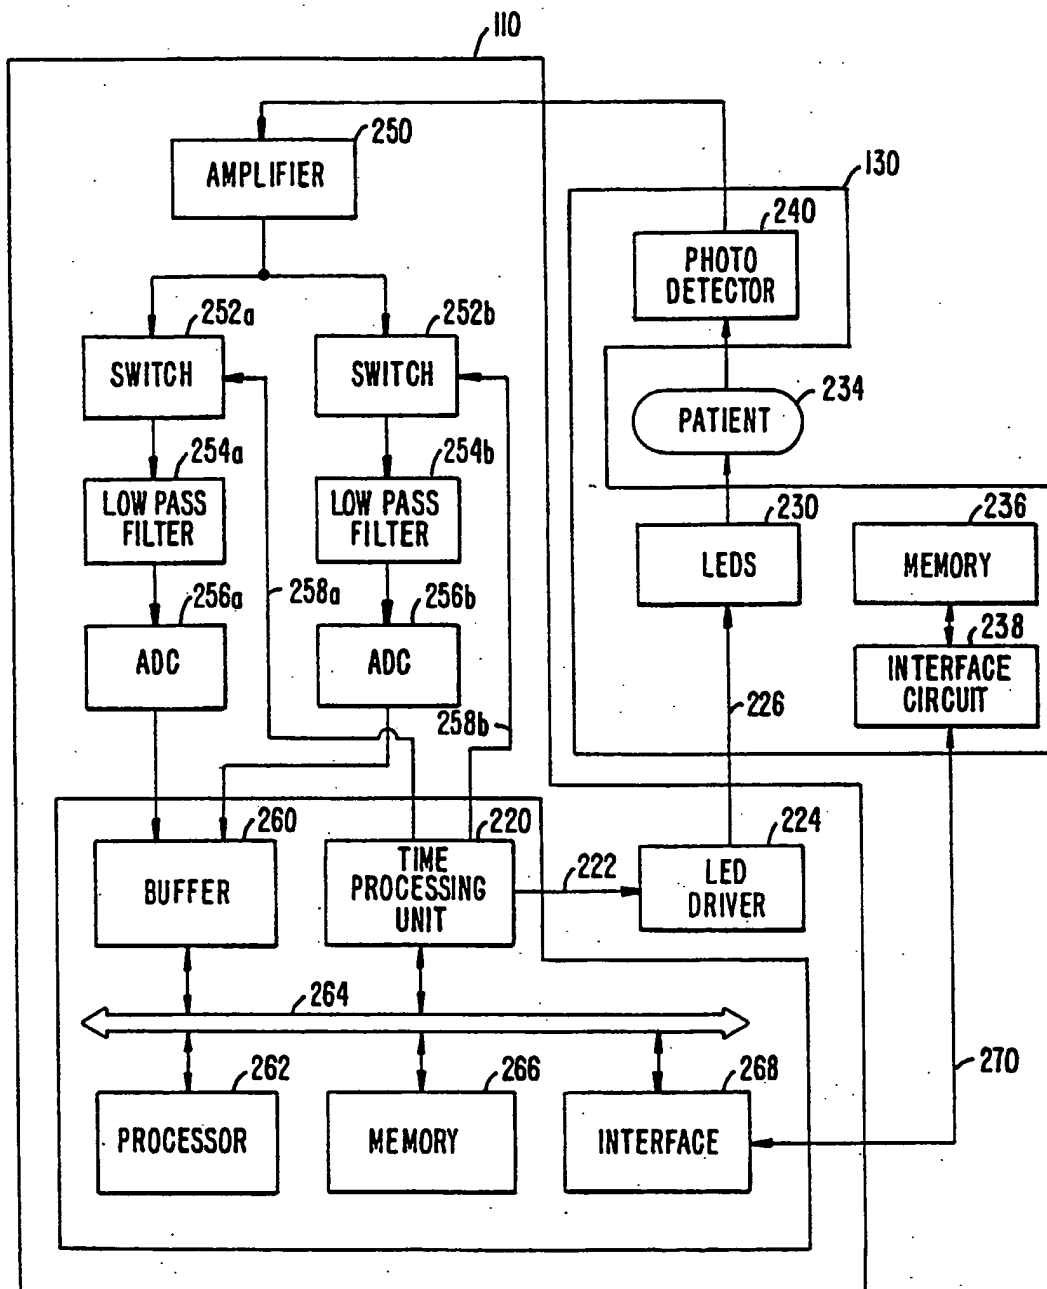 110
250
AMPLIFIER
130
240
PHOTO
DETECTOR
252a
SWITCH
252b
SWITCH
234
PATIENT
254a
LOW PASS
FILTER
254b
LOW PASS
FILTER
230
LEDS
236
MEMORY
256a
ADC
258a
256b
ADC
238
INTERFACE
CIRCUIT
258b
226
260
BUFFER
220
TIME
PROCESSING
UNIT
222
224
LED
DRIVER
264
262
PROCESSOR
266
MEMORY
268
INTERFACE
270